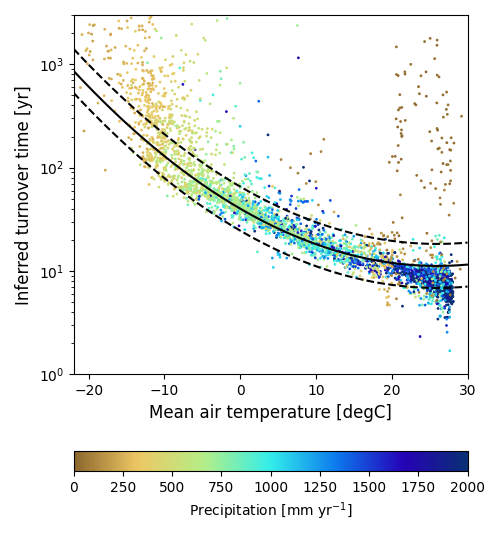 Inferred turnover time [yr]
10³
10²
10¹
10⁰
−20 −10 0 10 20 30
Mean air temperature [degC]
0 250 500 750 1000 1250 1500 1750 2000
Precipitation [mm yr⁻¹]